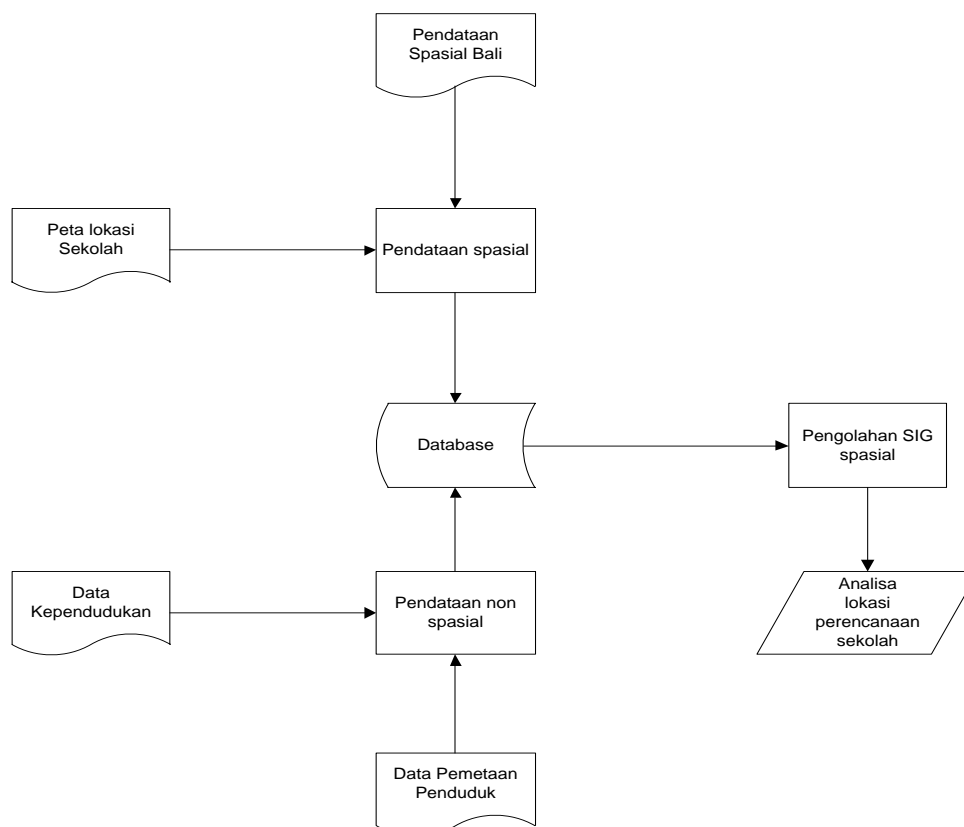 Pendataan
Spasial Bali
Peta lokasi
Sekolah
Pendataan spasial
Database
Pengolahan SIG
spasial
Data
Kependudukan
Pendataan non
spasial
Analisa
lokasi
perencanaan
sekolah
Data Pemetaan
Penduduk